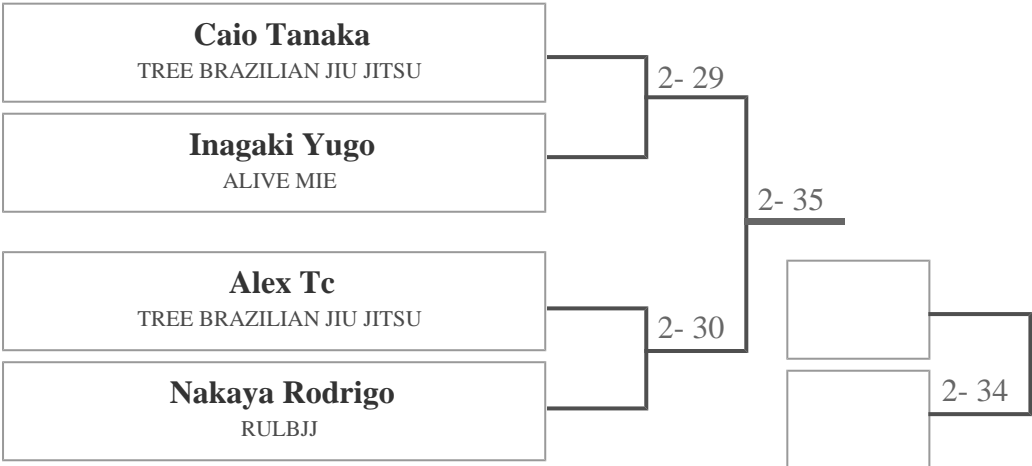 Caio Tanaka
TREE BRAZILIAN JIU JITSU
2- 29
Inagaki Yugo
ALIVE MIE
2- 35
Alex Tc
TREE BRAZILIAN JIU JITSU
2- 30
Nakaya Rodrigo
RULBJJ
2- 34